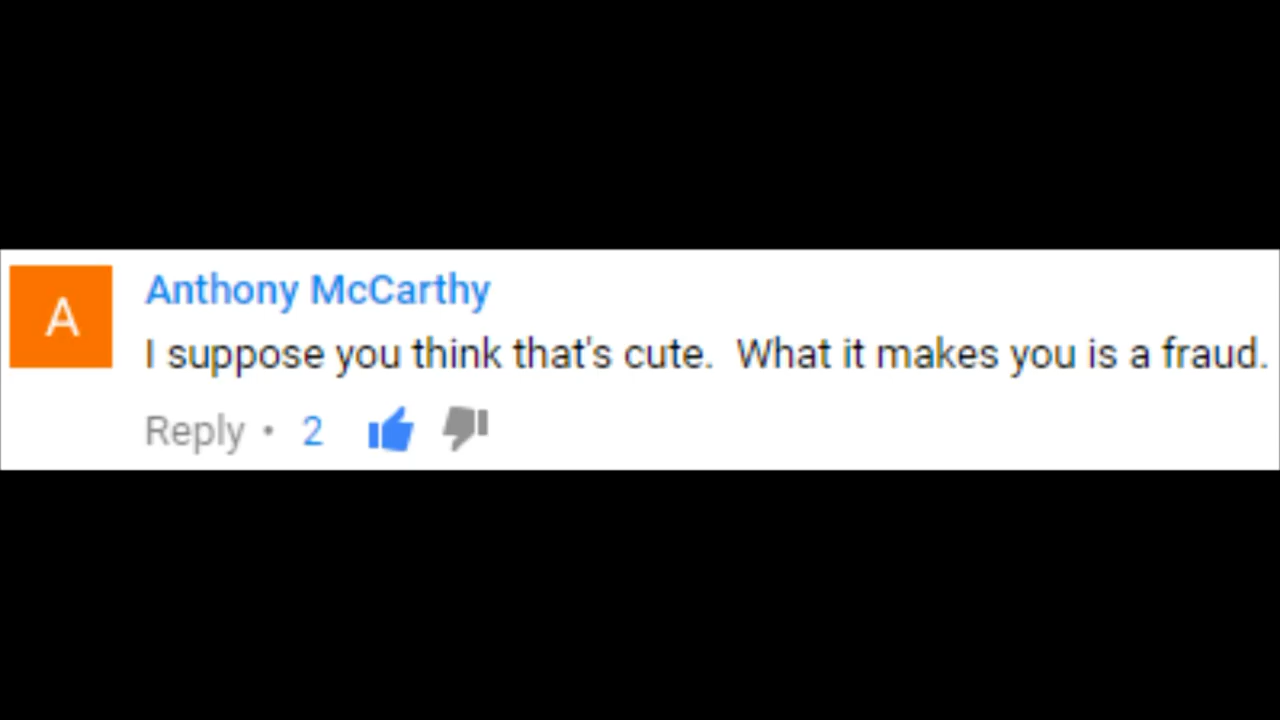 A
Anthony McCarthy
I suppose you think that's cute.  What it makes you is a fraud.
Reply • 2